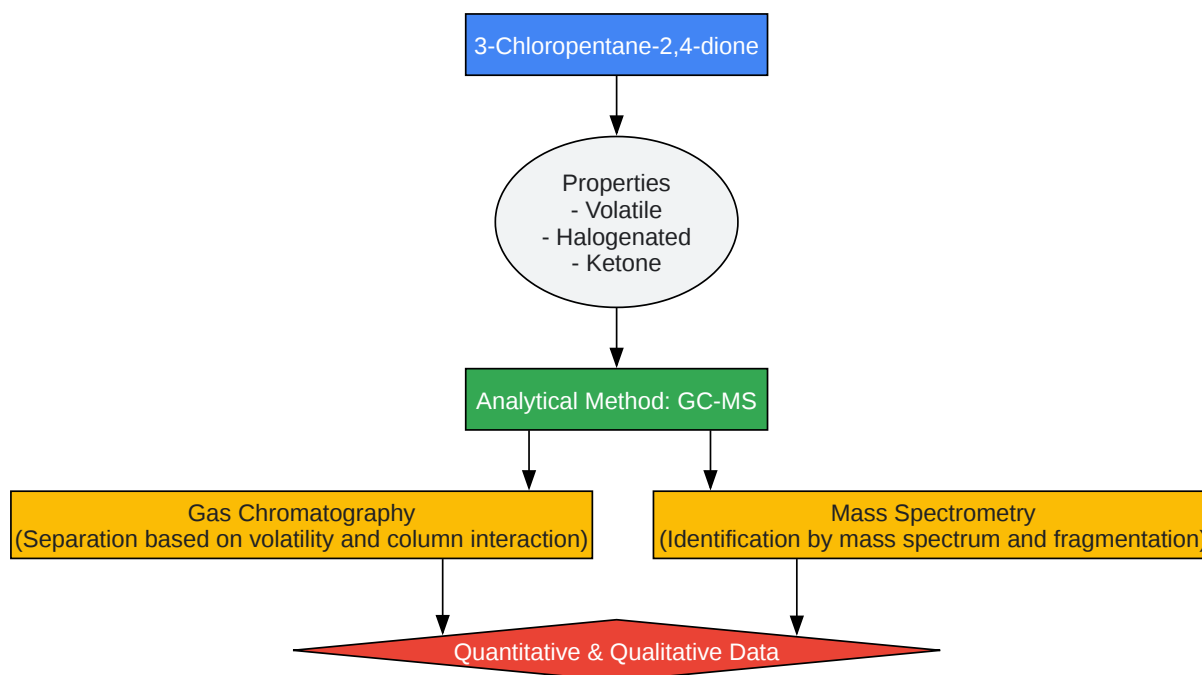 3-Chloropentane-2,4-dione
Properties
- Volatile
- Halogenated
- Ketone
Analytical Method: GC-MS
Gas Chromatography
(Separation based on volatility and column interaction)
Mass Spectrometry
(Identification by mass spectrum and fragmentation)
Quantitative & Qualitative Data